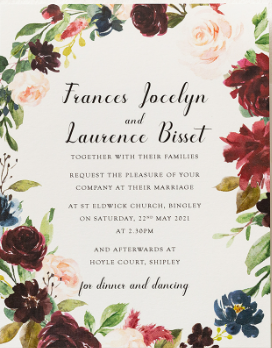 Frances Jocelyn
and
Laurence Bisset
TOGETHER WITH THEIR FAMILIES
REQUEST THE PLEASURE OF YOUR
COMPANY AT THEIR MARRIAGE
AT ST ELDWICK CHURCH, BINGLEY
ON SATURDAY, 22ND MAY 2021
AT 2.30PM
AND AFTERWARDS AT
HOYLE COURT, SHIPLEY
for dinner and dancing